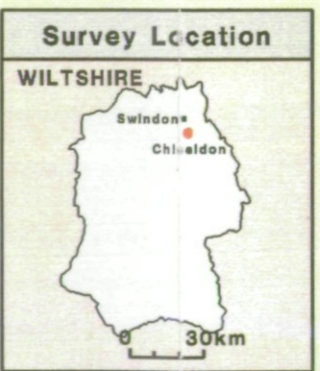 Survey Location
WILTSHIRE
Swindon
Chiseldon
0 30km